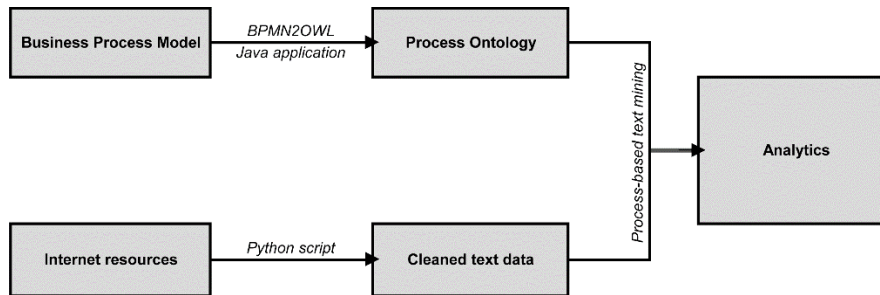 Business Process Model
BPMN2OWL
Java application
Process Ontology
Process-based text mining
Analytics
Internet resources
Python script
Cleaned text data